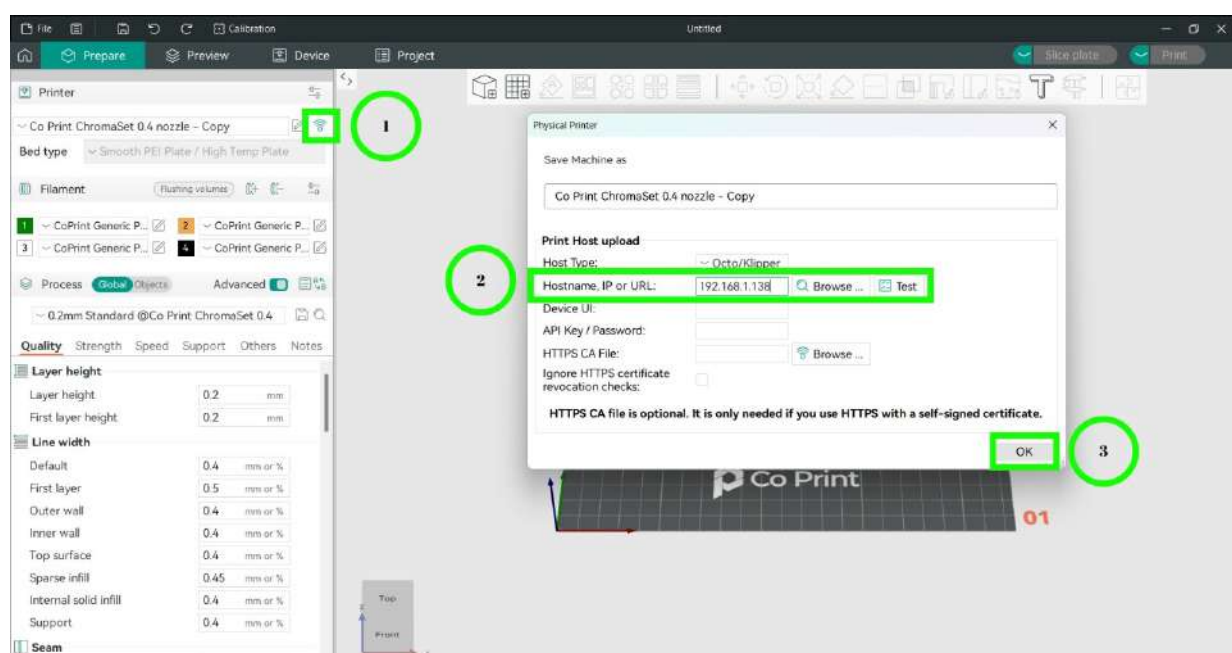 File Calibration Untitled
Prepare Preview Device Project Slice plate Print
Printer
Co Print ChromaSet 0.4 nozzle - Copy
Bed type Smooth PEI Plate / High Temp Plate
Filament Flushing volumes
1 CoPrint Generic P... 2 CoPrint Generic P...
3 CoPrint Generic P... 4 CoPrint Generic P...
Process Global Objects Advanced
0.2mm Standard @Co Print ChromaSet 0.4
Quality Strength Speed Support Others Notes
Layer height
Layer height 0.2 mm
First layer height 0.2 mm
Line width
Default 0.4 mm or %
First layer 0.5 mm or %
Outer wall 0.4 mm or %
Inner wall 0.4 mm or %
Top surface 0.4 mm or %
Sparse infill 0.45 mm or %
Internal solid infill 0.4 mm or %
Support 0.4 mm or %
Seam
1
Physical Printer
Save Machine as
Co Print ChromaSet 0.4 nozzle - Copy
Print Host upload
Host Type: Octo/Klipper
2
Hostname, IP or URL: 192.168.1.138 Browse ... Test
Device UI:
API Key / Password:
HTTPS CA File: Browse ...
Ignore HTTPS certificate
revocation checks:
HTTPS CA file is optional. It is only needed if you use HTTPS with a self-signed certificate.
OK
3
Co Print
01
Top
Front